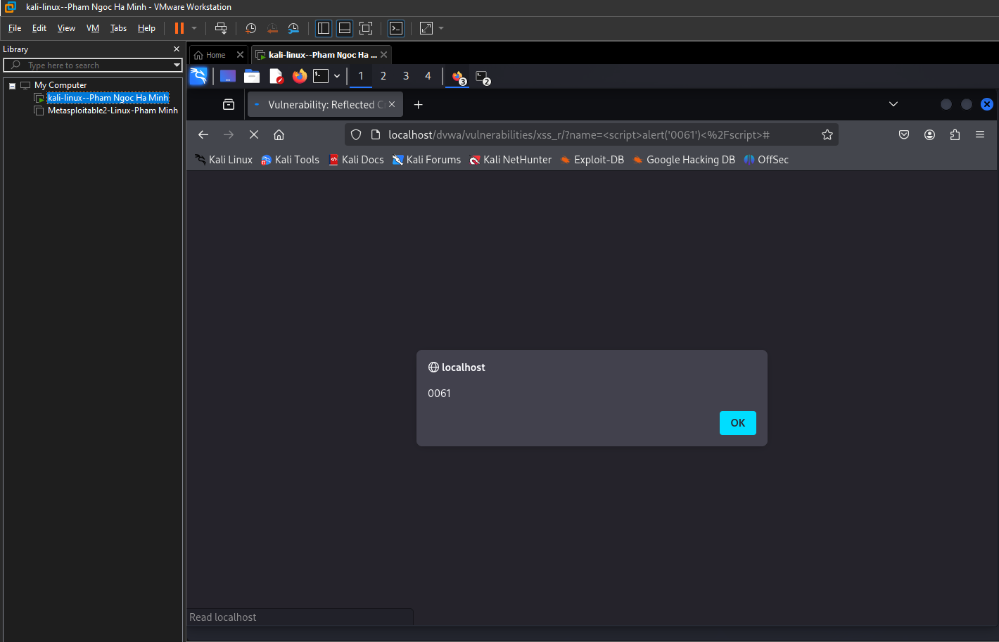 kali-linux--Pham Ngoc Ha Minh - VMware Workstation
File Edit View VM Tabs Help
Library
Type here to search
My Computer
kali-linux--Pham Ngoc Ha Minh
Metasploitable2-Linux-Pham Minh
Home kali-linux--Pham Ngoc Ha ...
1 2 3 4 3 2
Vulnerability: Reflected C
localhost/dvwa/vulnerabilities/xss_r/?name=<script>alert('0061')<%2Fscript>#
Kali Linux Kali Tools Kali Docs Kali Forums Kali NetHunter Exploit-DB Google Hacking DB OffSec
localhost
0061
OK
Read localhost